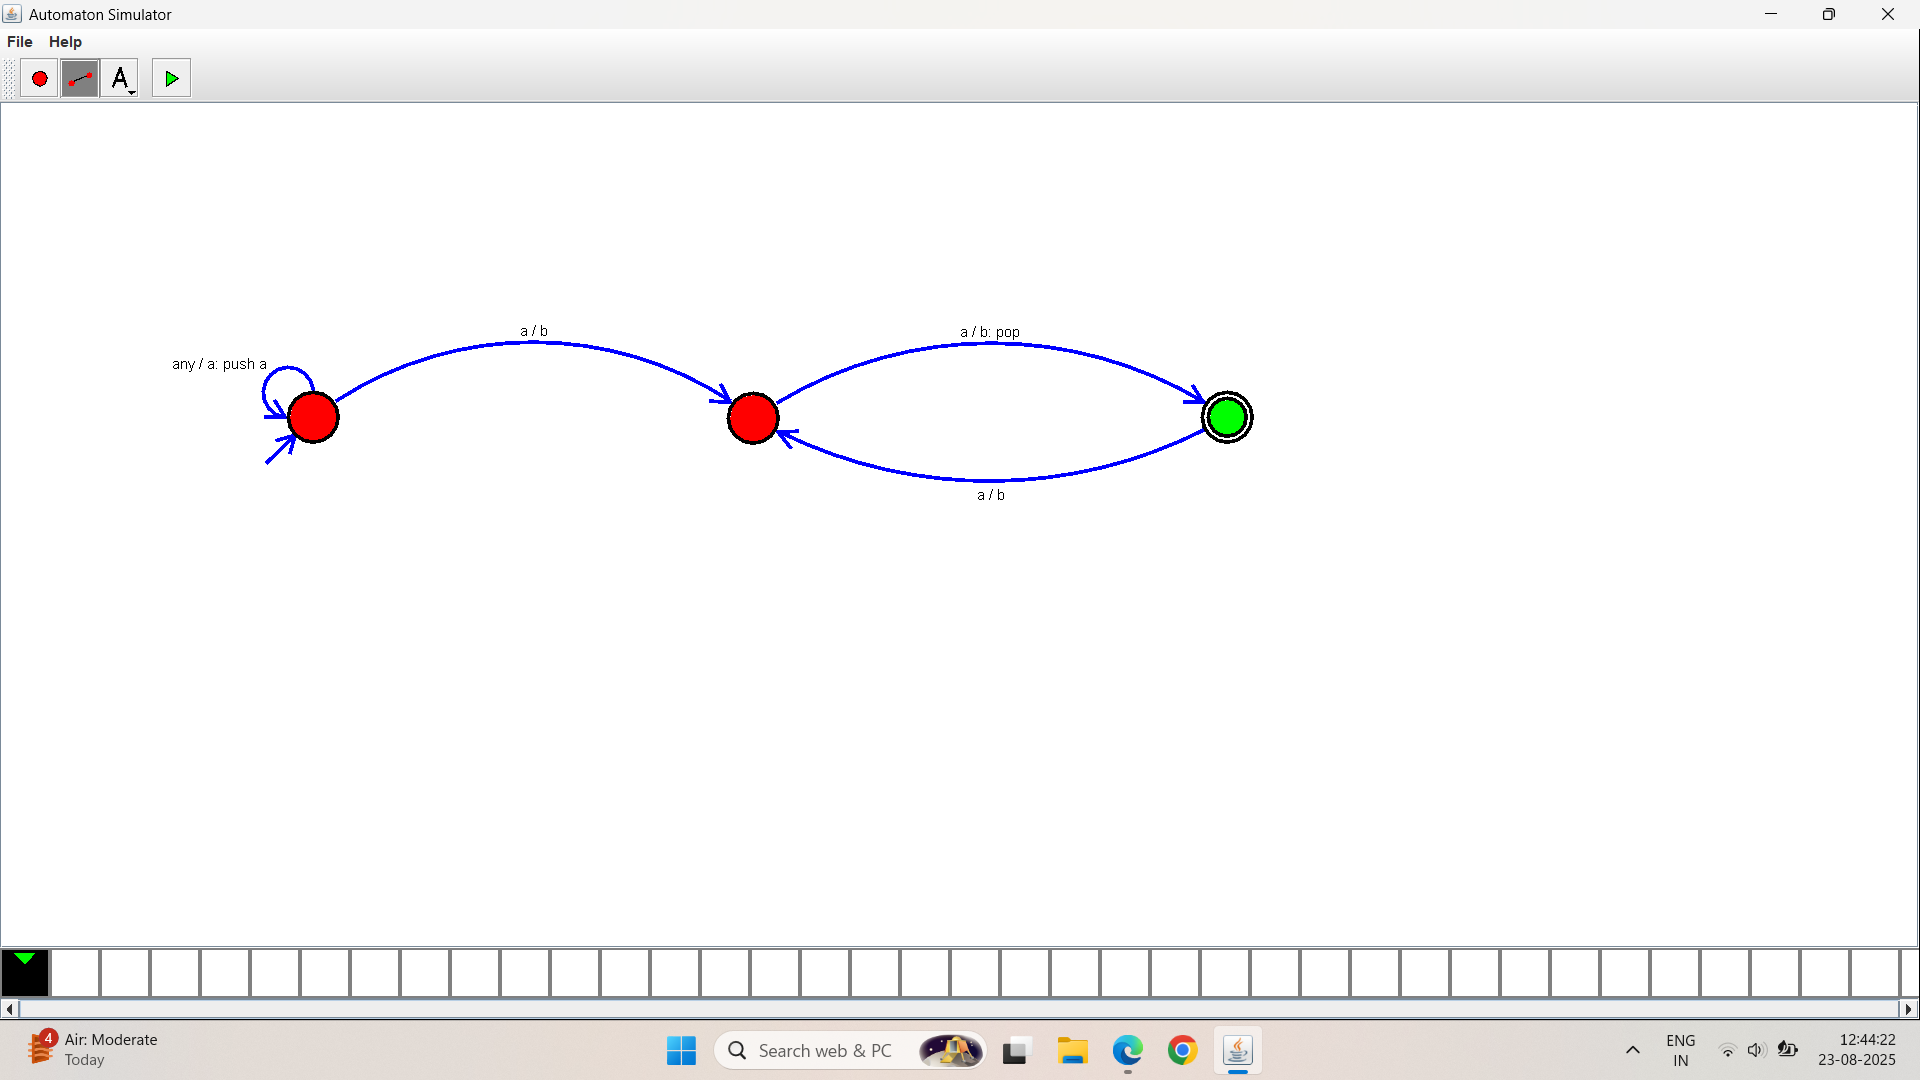 Automaton Simulator
File Help
A
a / b
a / b: pop
any / a: push a
a / b
4
Air: Moderate
Today
Search web & PC
ENG
IN
12:44:22
23-08-2025